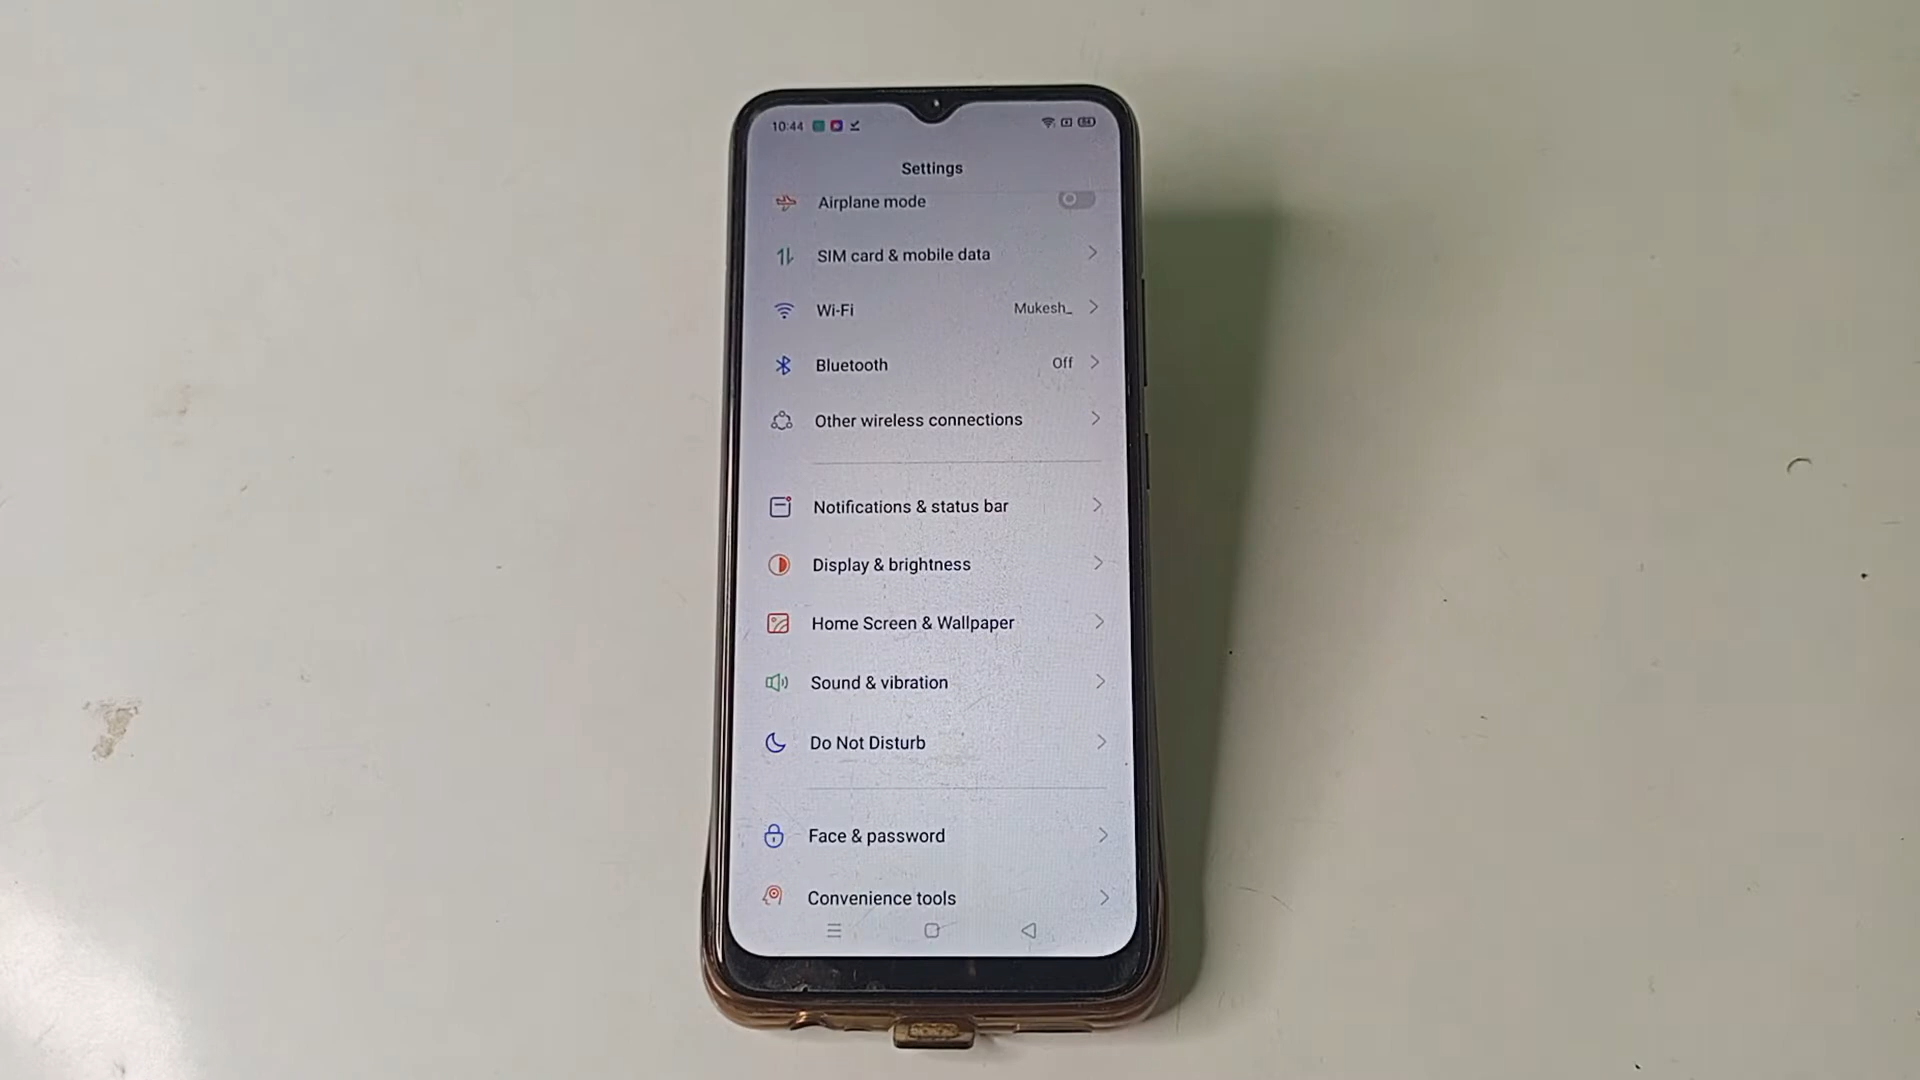 10:44
Settings
Airplane mode
SIM card & mobile data
Wi-Fi Mukesh_
Bluetooth Off
Other wireless connections
Notifications & status bar
Display & brightness
Home Screen & Wallpaper
Sound & vibration
Do Not Disturb
Face & password
Convenience tools